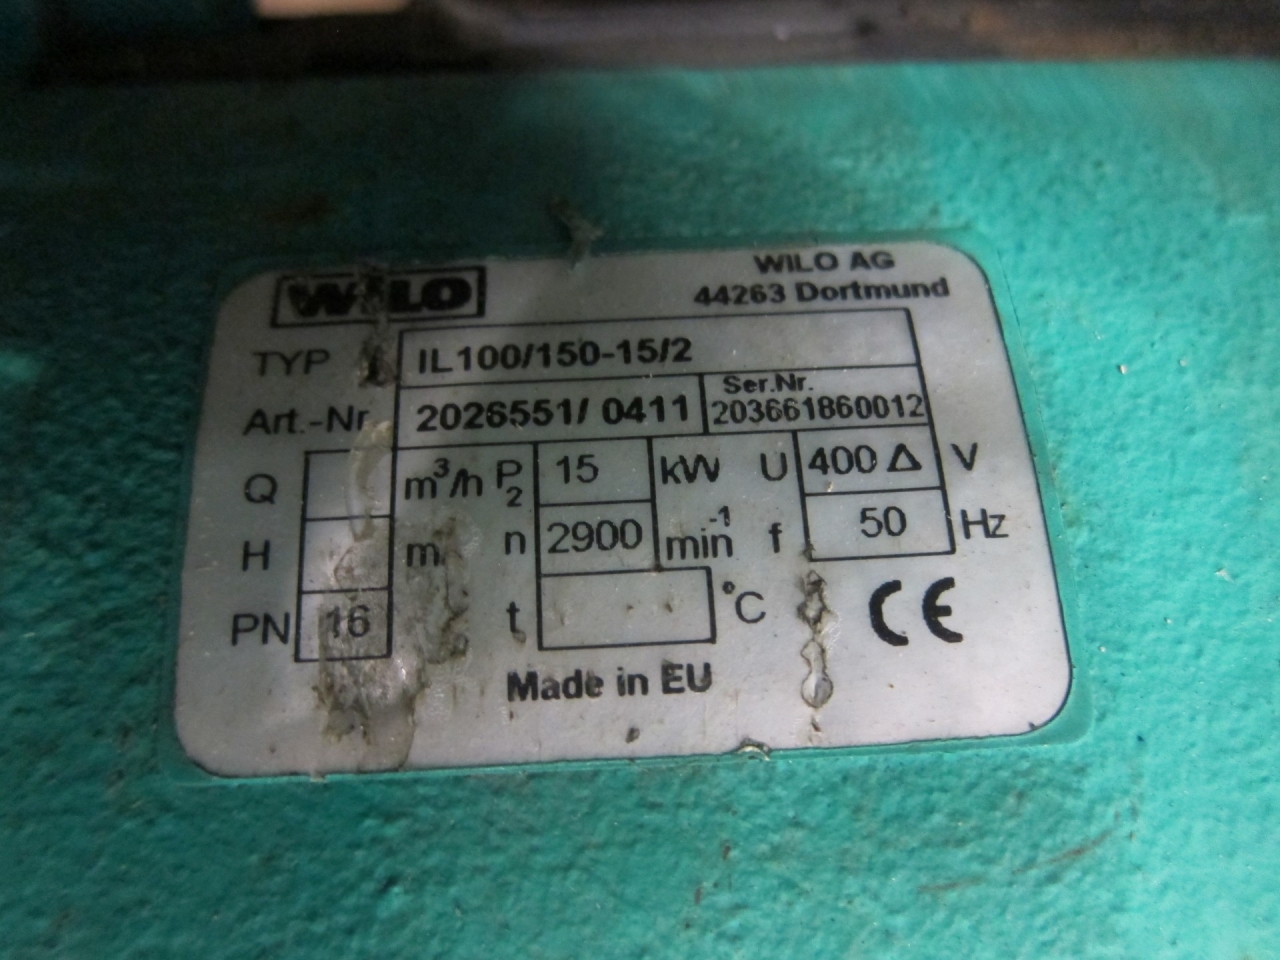 WILO
WILO AG
44263 Dortmund
TYP IL100/150-15/2
Art.-Nr 2026551/ 0411 Ser.Nr. 203661860012
Q m³/h P₂ 15 kW U 400 Δ V
H m n 2900 min⁻¹ f 50 Hz
PN 16 t °C CE
Made in EU